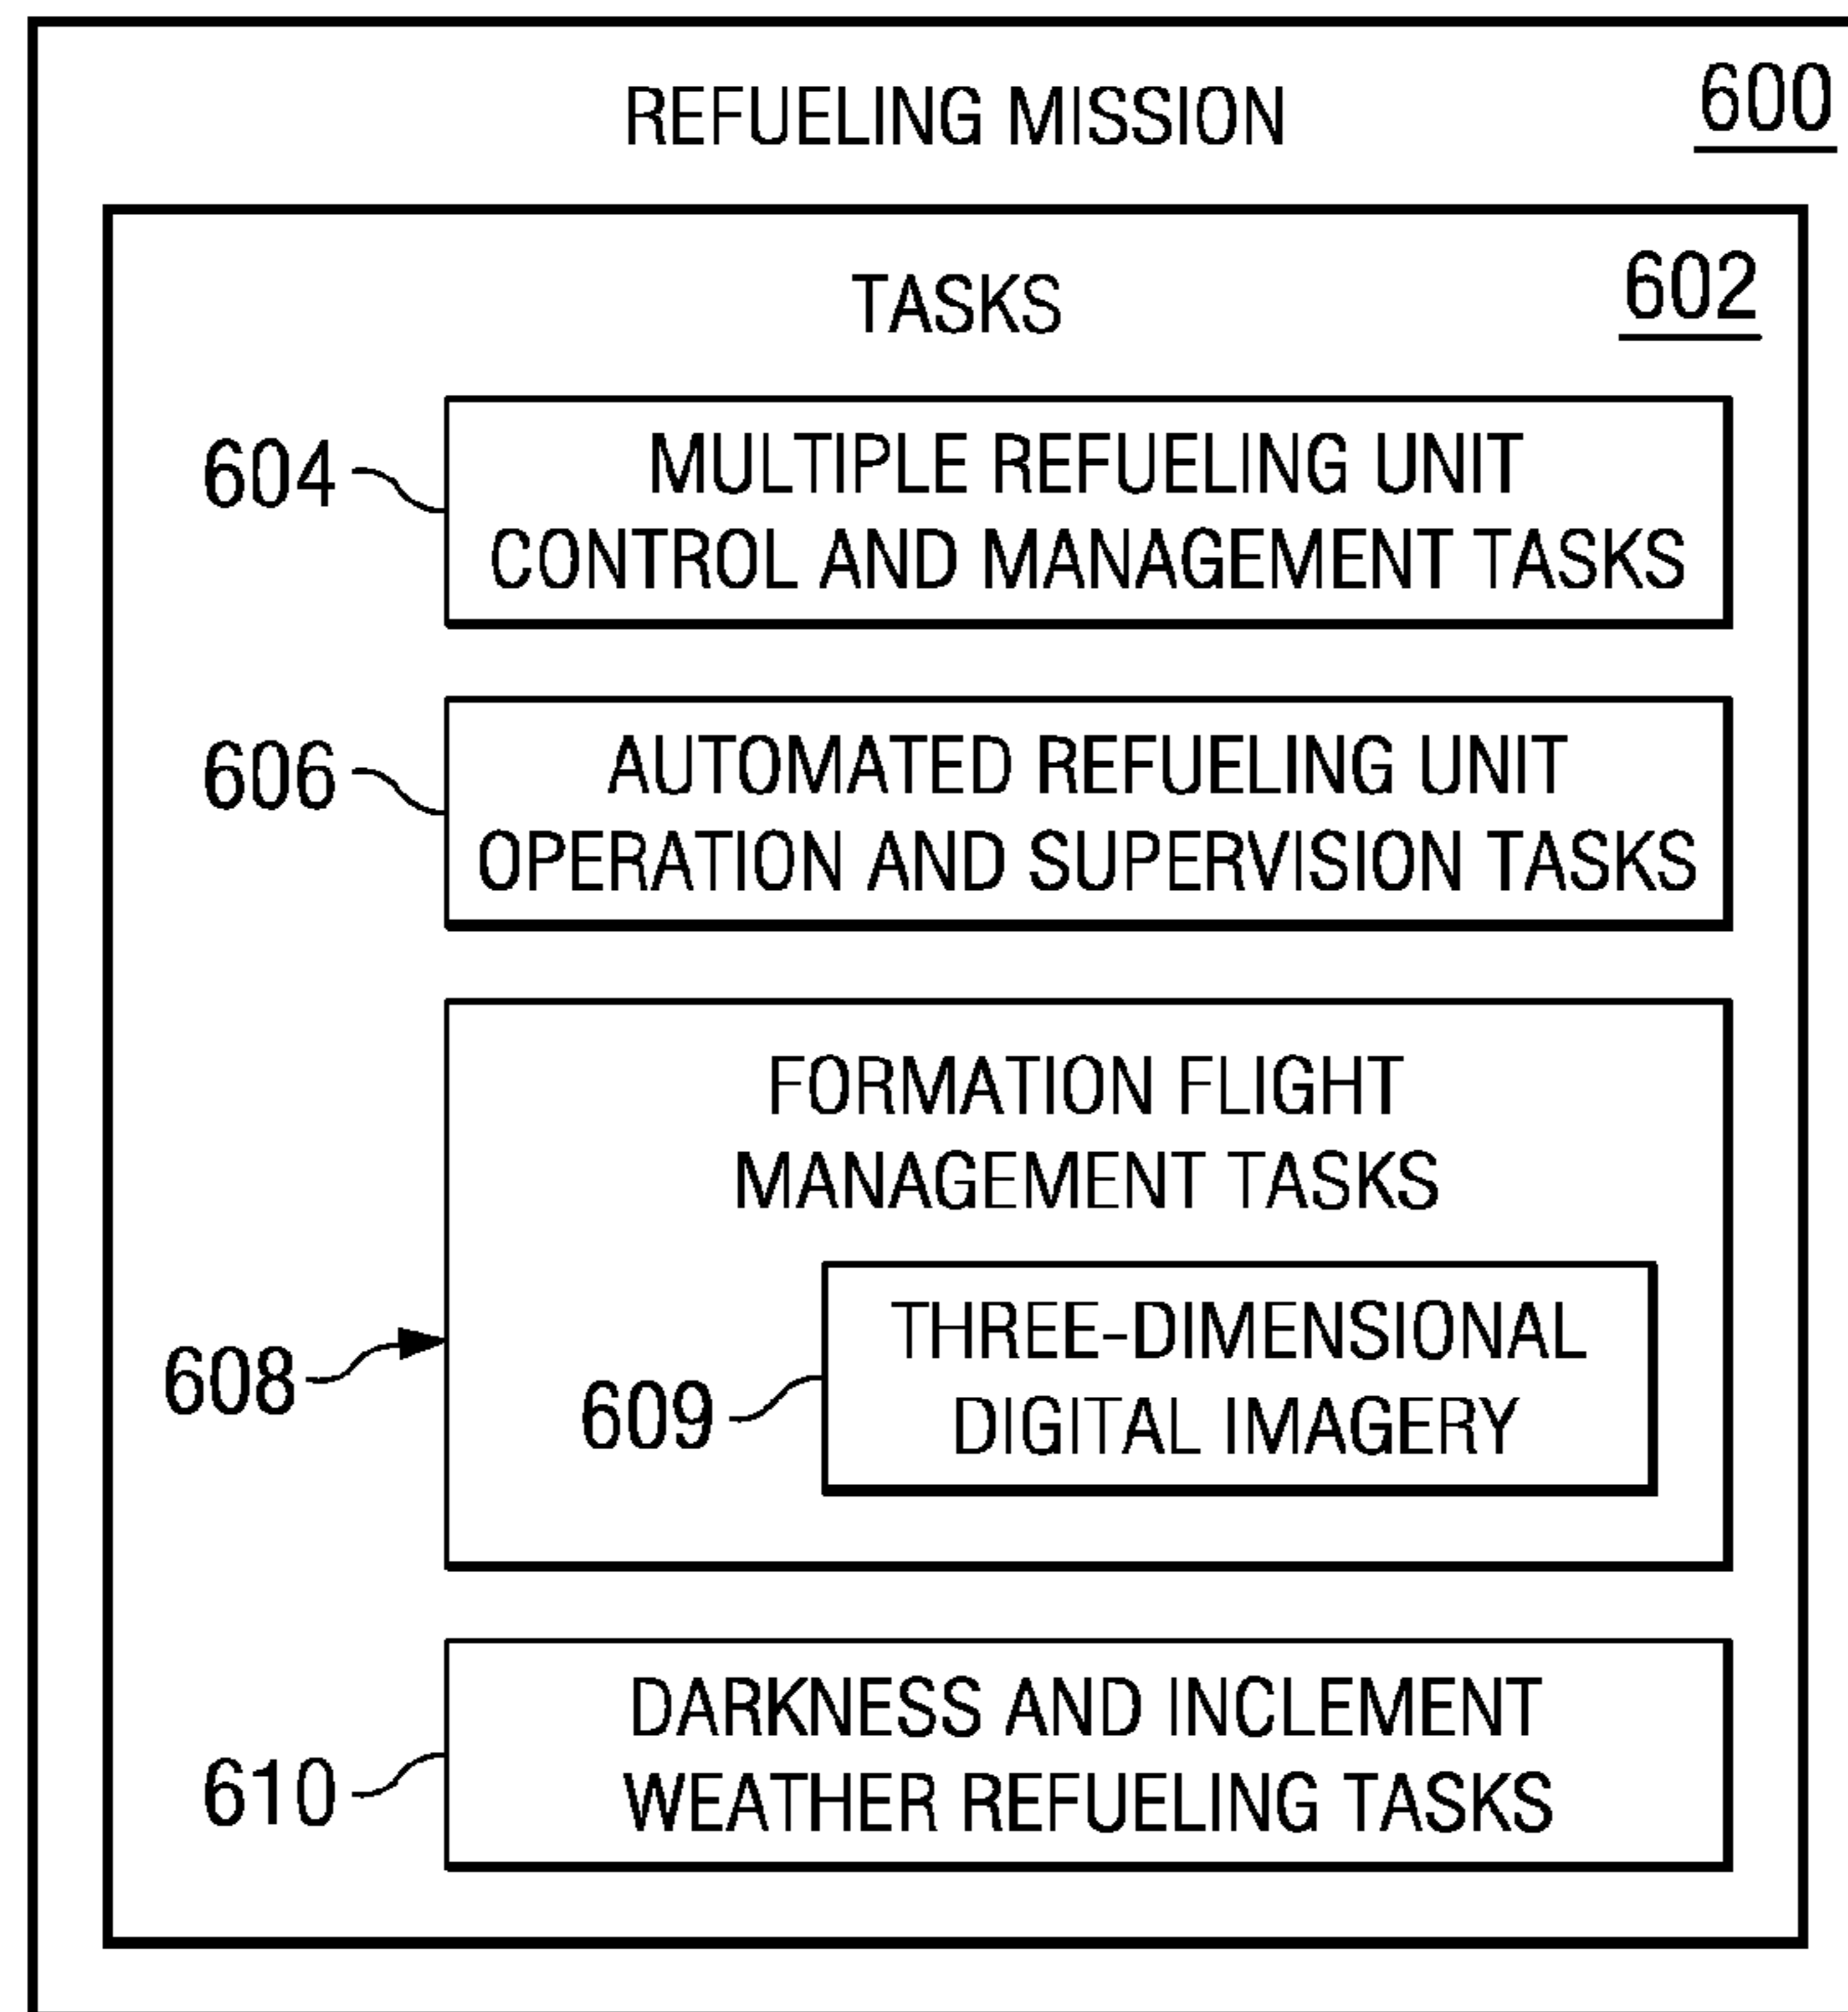 REFUELING MISSION
600
TASKS
602
604
MULTIPLE REFUELING UNIT
CONTROL AND MANAGEMENT TASKS
606
AUTOMATED REFUELING UNIT
OPERATION AND SUPERVISION TASKS
608
FORMATION FLIGHT
MANAGEMENT TASKS
609
THREE-DIMENSIONAL
DIGITAL IMAGERY
610
DARKNESS AND INCLEMENT
WEATHER REFUELING TASKS